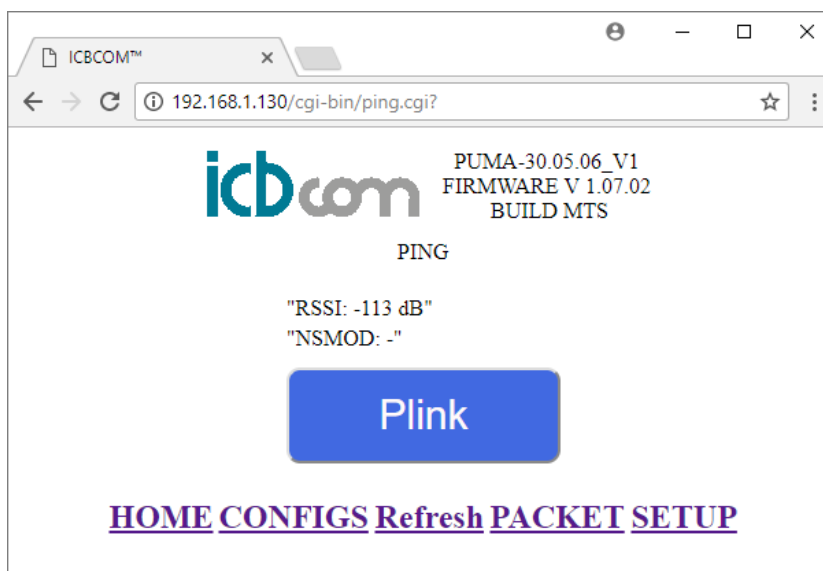 ICBCOM™
192.168.1.130/cgi-bin/ping.cgi?
icbcom
PUMA-30.05.06_V1
FIRMWARE V 1.07.02
BUILD MTS
PING
"RSSI: -113 dB"
"NSMOD: -"
Plink
HOME CONFIGS Refresh PACKET SETUP